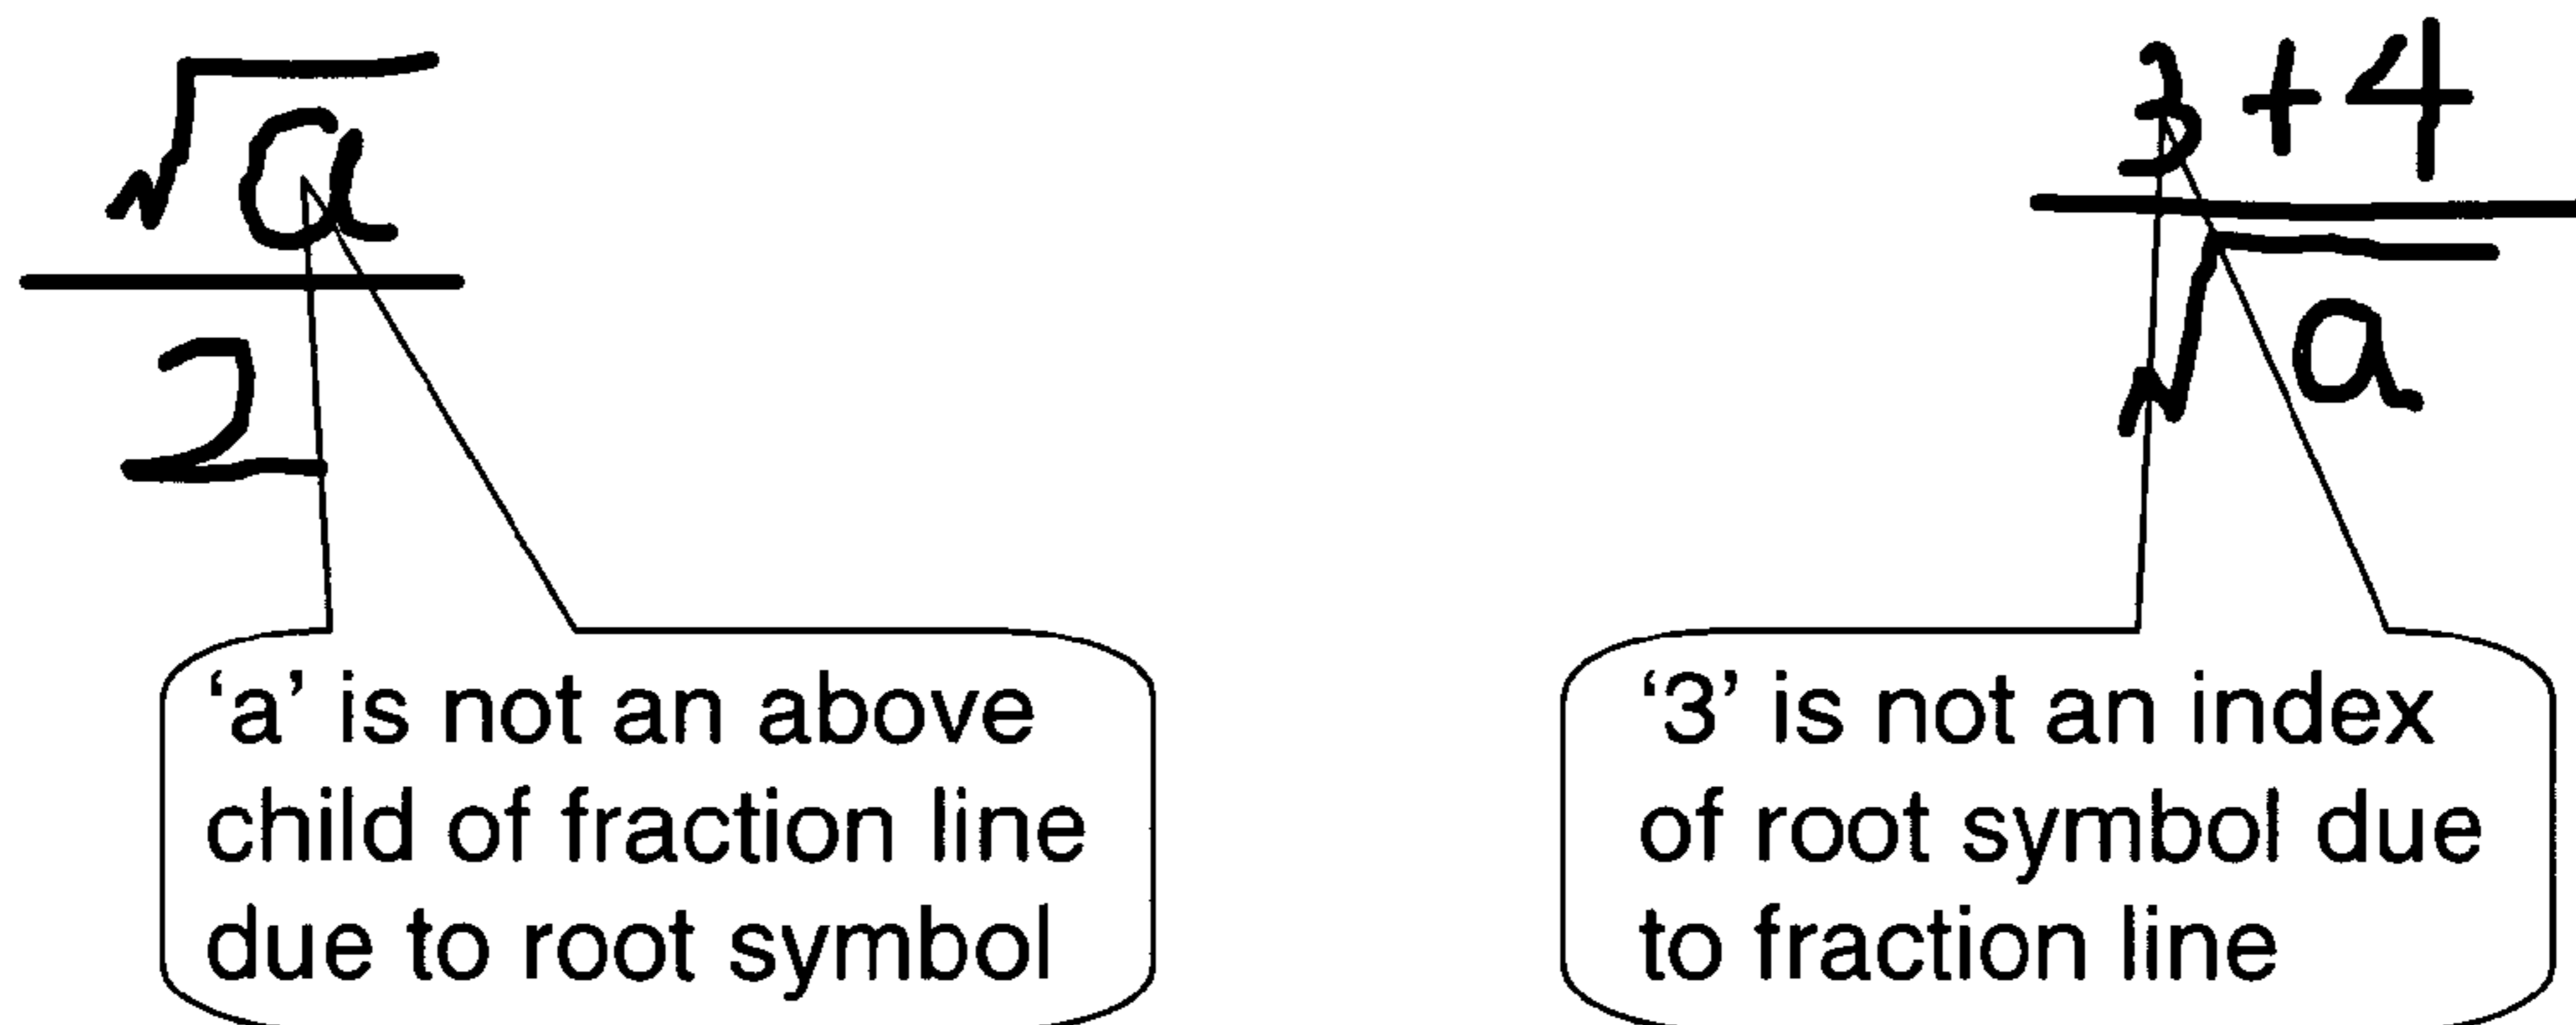 √a
2
3+4
√a
‘a’ is not an above
child of fraction line
due to root symbol
‘3’ is not an index
of root symbol due
to fraction line